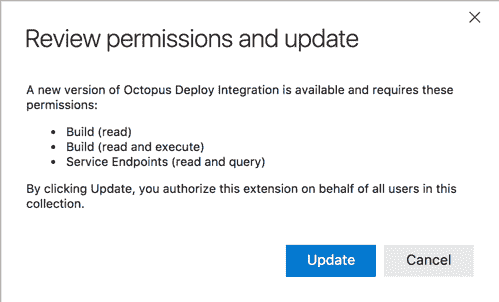 Review permissions and update
A new version of Octopus Deploy Integration is available and requires these
permissions:
• Build (read)
• Build (read and execute)
• Service Endpoints (read and query)
By clicking Update, you authorize this extension on behalf of all users in this
collection.
Update Cancel